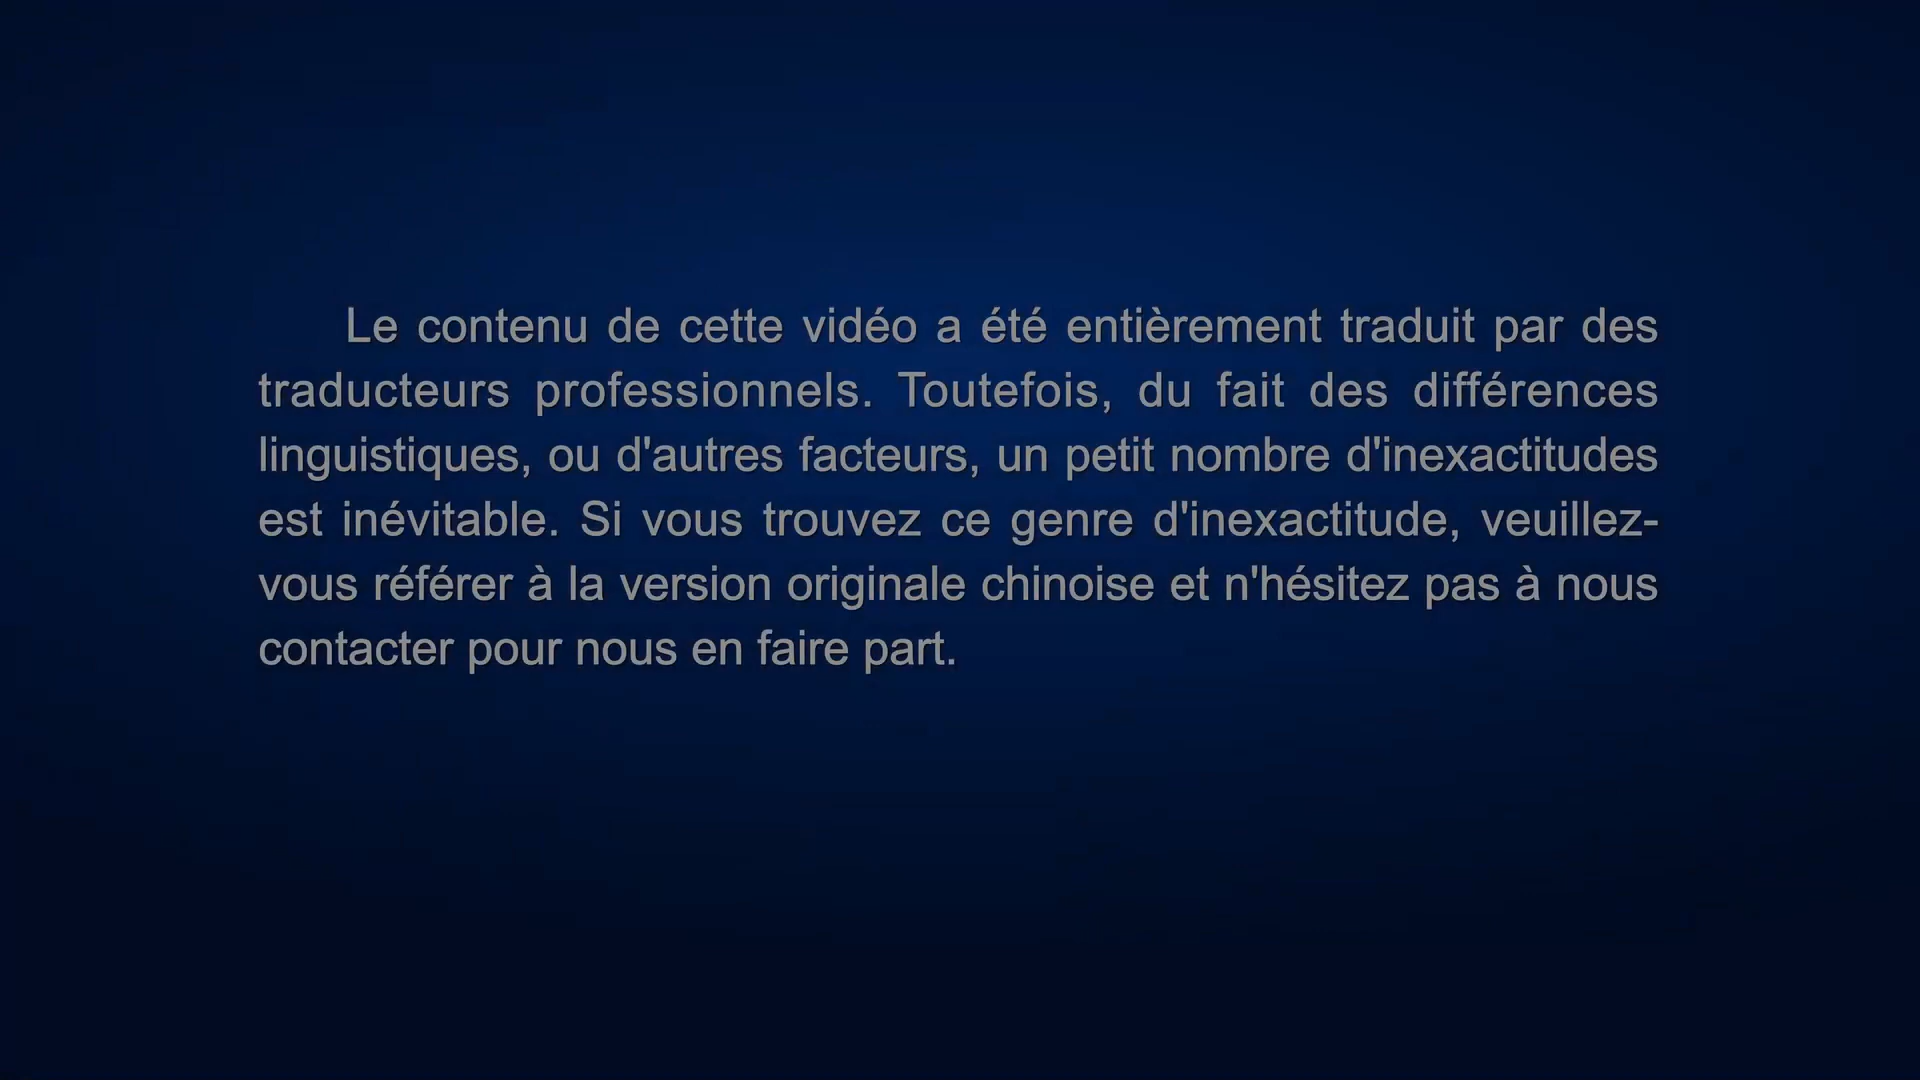 Le contenu de cette vidéo a été entièrement traduit par des
traducteurs professionnels. Toutefois, du fait des différences
linguistiques, ou d'autres facteurs, un petit nombre d'inexactitudes
est inévitable. Si vous trouvez ce genre d'inexactitude, veuillez-
vous référer à la version originale chinoise et n'hésitez pas à nous
contacter pour nous en faire part.